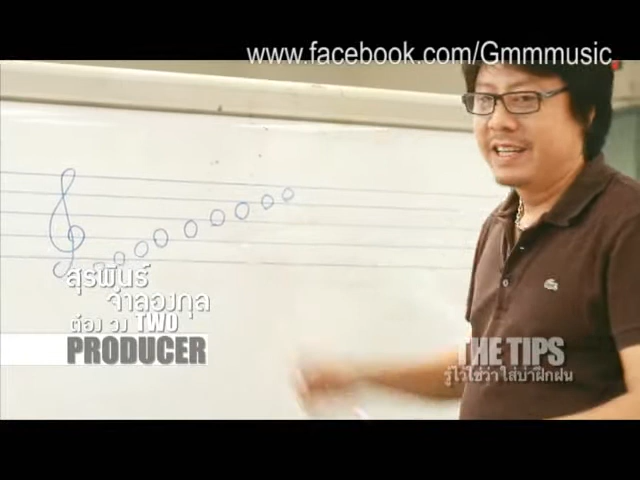 www.facebook.com/Gmmmusic
สุรพันธ์
จำลองกุล
ต๋อง วง TWO
PRODUCER
THE TIPS
รู้ไว้ใช่ว่า ใส่บ่าฝึกฝน